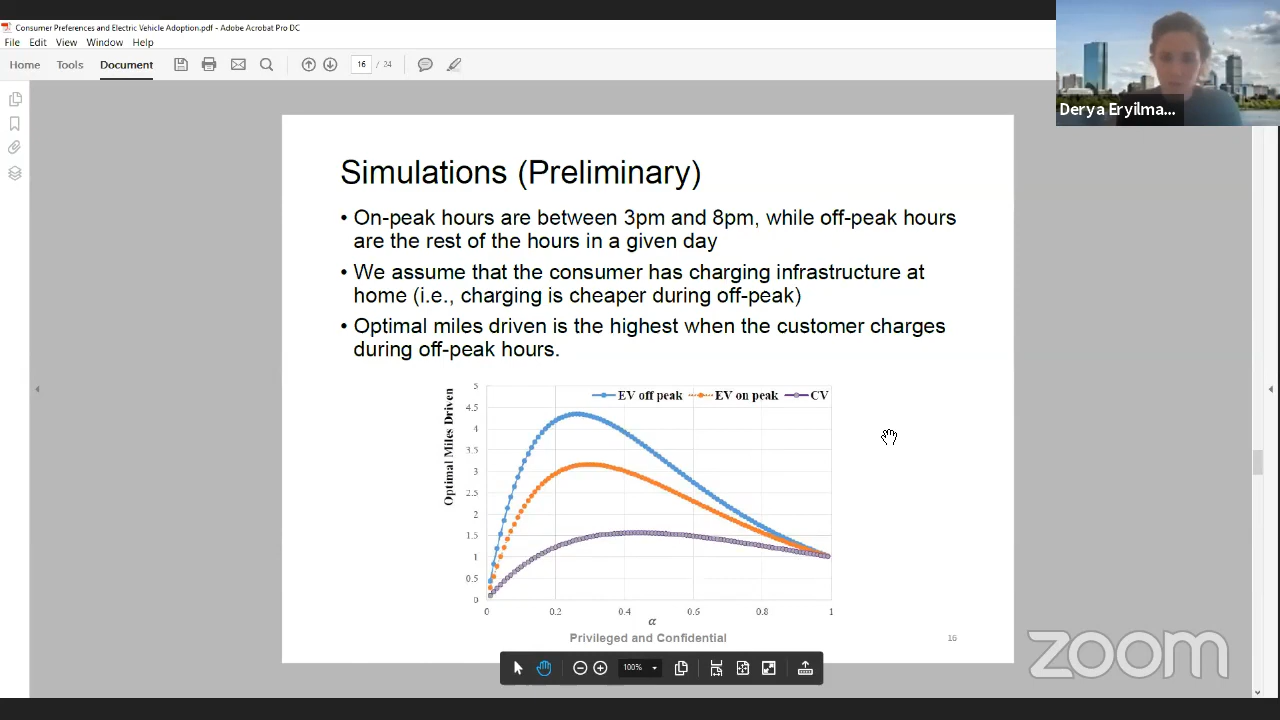 Consumer Preferences and Electric Vehicle Adoption.pdf - Adobe Acrobat Pro DC
File Edit View Window Help
Home Tools Document 16 / 24
Derya Eryilma...
Simulations (Preliminary)
• On-peak hours are between 3pm and 8pm, while off-peak hours
are the rest of the hours in a given day
• We assume that the consumer has charging infrastructure at
home (i.e., charging is cheaper during off-peak)
• Optimal miles driven is the highest when the customer charges
during off-peak hours.
EV off peak EV on peak CV
Optimal Miles Driven
5
4.5
4
3.5
3
2.5
2
1.5
1
0.5
0
0 0.2 0.4 0.6 0.8 1
α
Privileged and Confidential
16
100%
zoom